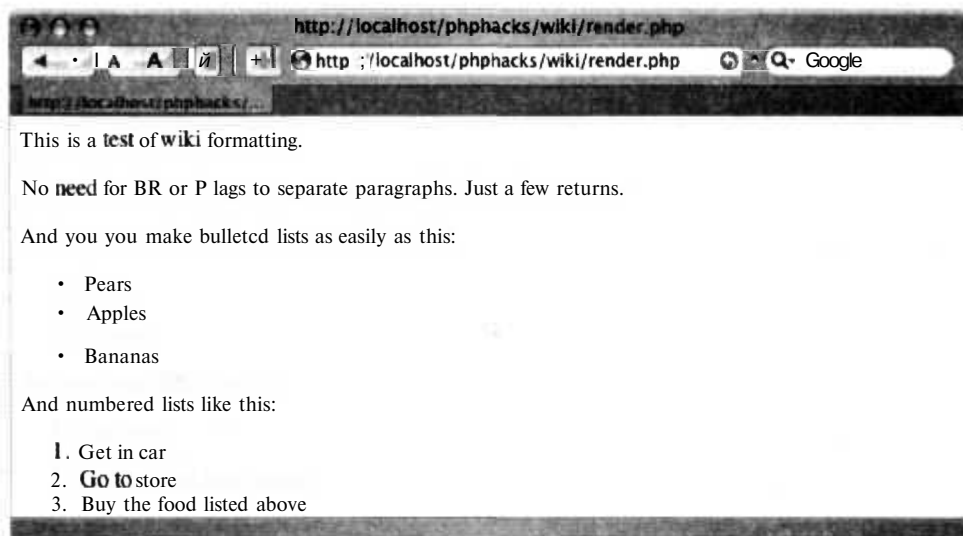 http://localhost/phphacks/wiki/render.php
A A й + http ;'/localhost/phphacks/wiki/render.php Q- Google
http://localhost/phphacks/...
This is a test of wiki formatting.
No need for BR or P lags to separate paragraphs. Just a few returns.
And you you make bulletcd lists as easily as this:
• Pears
• Apples
• Bananas
And numbered lists like this:
1. Get in car
2. Go to store
3. Buy the food listed above